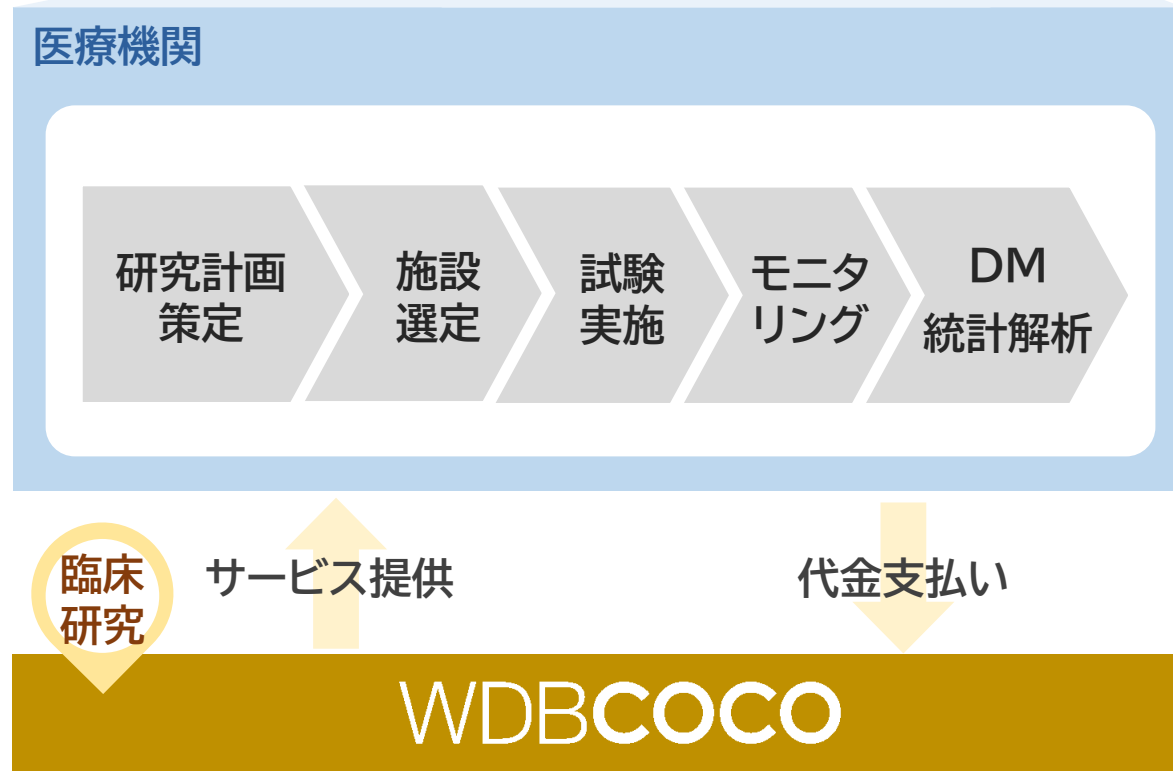 医療機関
研究計画
策定
施設
選定
試験
実施
モニタ
リング
DM
統計解析
臨床
研究
サービス提供
代金支払い
WDBCOCO